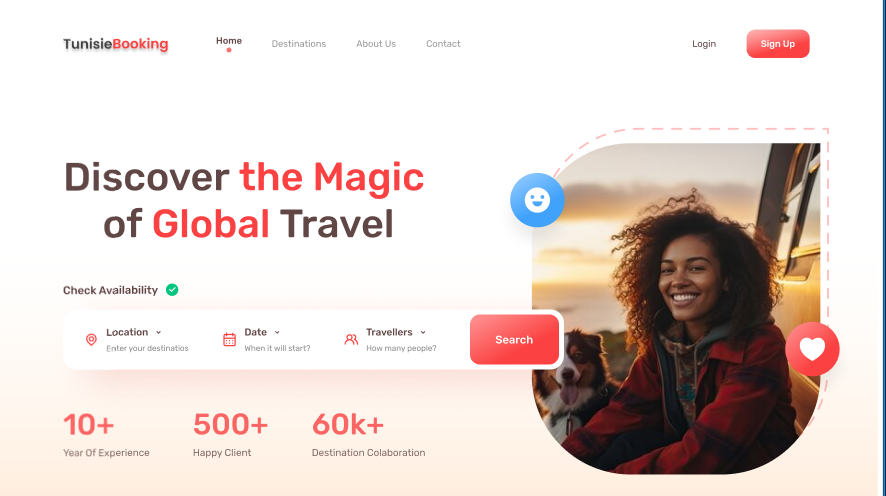 TunisieBooking
Home
Destinations
About Us
Contact
Login
Sign Up
Discover the Magic
of Global Travel
Check Availability
Location
Enter your destinatios
Date
When it will start?
Travellers
How many people?
Search
10+
Year Of Experience
500+
Happy Client
60k+
Destination Colaboration